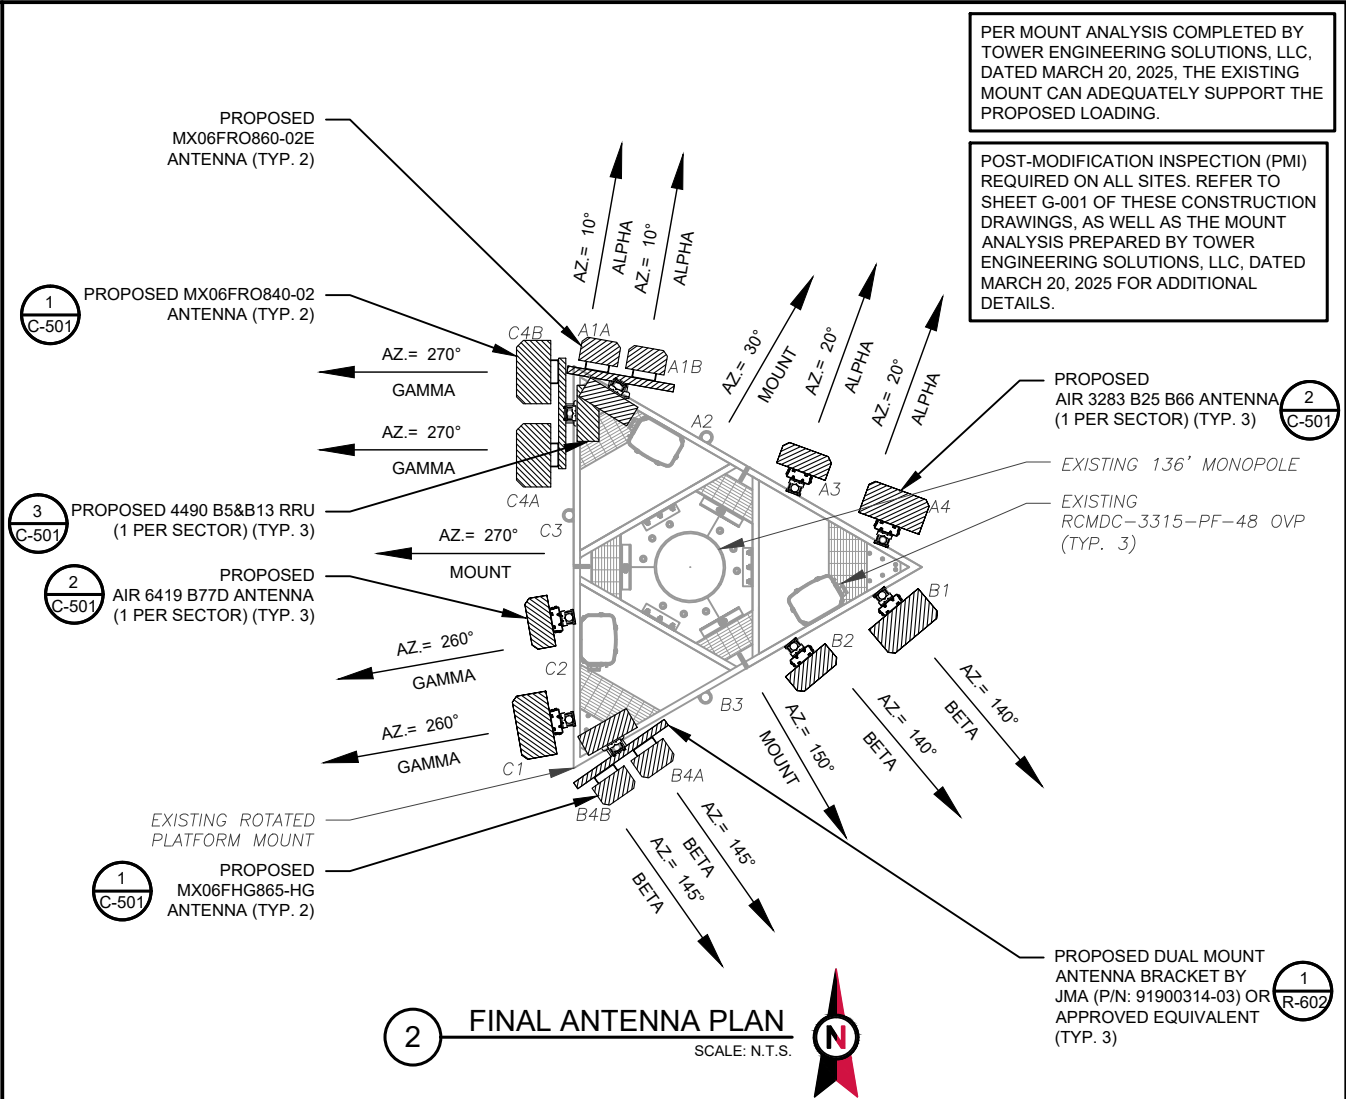 PER MOUNT ANALYSIS COMPLETED BY
TOWER ENGINEERING SOLUTIONS, LLC,
DATED MARCH 20, 2025, THE EXISTING
MOUNT CAN ADEQUATELY SUPPORT THE
PROPOSED LOADING.
POST-MODIFICATION INSPECTION (PMI)
REQUIRED ON ALL SITES. REFER TO
SHEET G-001 OF THESE CONSTRUCTION
DRAWINGS, AS WELL AS THE MOUNT
ANALYSIS PREPARED BY TOWER
ENGINEERING SOLUTIONS, LLC, DATED
MARCH 20, 2025 FOR ADDITIONAL
DETAILS.
PROPOSED
MX06FRO860-02E
ANTENNA (TYP. 2)
1
C-501
PROPOSED MX06FRO840-02
ANTENNA (TYP. 2)
3
C-501
PROPOSED 4490 B5&B13 RRU
(1 PER SECTOR) (TYP. 3)
2
C-501
PROPOSED
AIR 6419 B77D ANTENNA
(1 PER SECTOR) (TYP. 3)
EXISTING ROTATED
PLATFORM MOUNT
1
C-501
PROPOSED
MX06FHG865-HG
ANTENNA (TYP. 2)
AZ.= 10°
ALPHA
AZ.= 10°
ALPHA
AZ.= 30°
MOUNT
AZ.= 20°
ALPHA
AZ.= 20°
ALPHA
AZ.= 270°
GAMMA
AZ.= 270°
GAMMA
AZ.= 270°
MOUNT
AZ.= 260°
GAMMA
AZ.= 260°
GAMMA
C4B
A1A
A1B
A2
A3
A4
C4A
C3
C2
C1
B1
B2
B3
B4A
B4B
AZ.= 140°
BETA
AZ.= 140°
BETA
AZ.= 150°
MOUNT
AZ.= 145°
BETA
AZ.= 145°
BETA
PROPOSED
AIR 3283 B25 B66 ANTENNA
(1 PER SECTOR) (TYP. 3)
2
C-501
EXISTING 136' MONOPOLE
EXISTING
RCMDC-3315-PF-48 OVP
(TYP. 3)
PROPOSED DUAL MOUNT
ANTENNA BRACKET BY
JMA (P/N: 91900314-03) OR
APPROVED EQUIVALENT
(TYP. 3)
1
R-602
2
FINAL ANTENNA PLAN
SCALE: N.T.S.
N